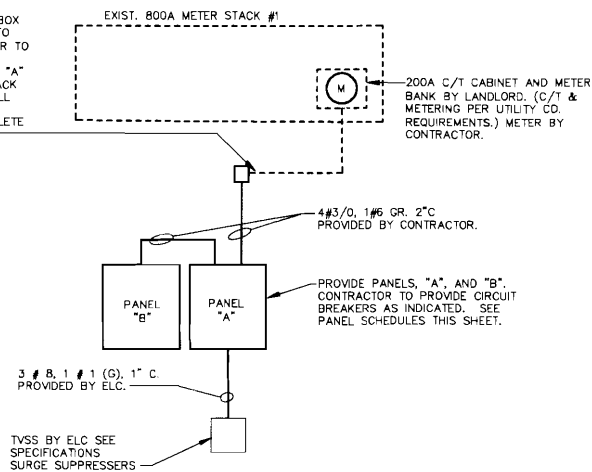 BOX
TO
R TO
"A"
ACK
LL
LETE
EXIST. 800A METER STACK #1
M
200A C/T CABINET AND METER
BANK BY LANDLORD. (C/T &
METERING PER UTILITY CO.
REQUIREMENTS.) METER BY
CONTRACTOR.
4#3/0, 1#6 GR. 2"C
PROVIDED BY CONTRACTOR.
PANEL
"B"
PANEL
"A"
PROVIDE PANELS, "A", AND "B".
CONTRACTOR TO PROVIDE CIRCUIT
BREAKERS AS INDICATED. SEE
PANEL SCHEDULES THIS SHEET.
3 # 8, 1 # 1 (G), 1" C.
PROVIDED BY ELC.
TVSS BY ELC SEE
SPECIFICATIONS
SURGE SUPPRESSERS